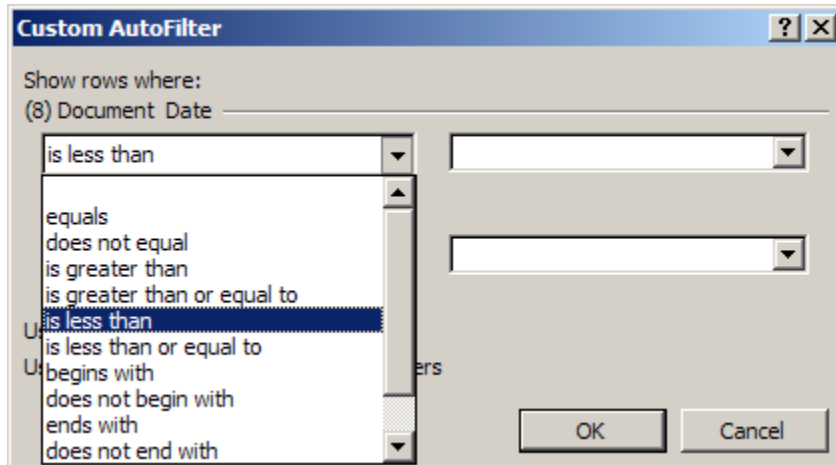 Custom AutoFilter
Show rows where:
(8) Document Date
is less than
equals
does not equal
is greater than
is greater than or equal to
is less than
is less than or equal to
begins with
does not begin with
ends with
does not end with
OK Cancel